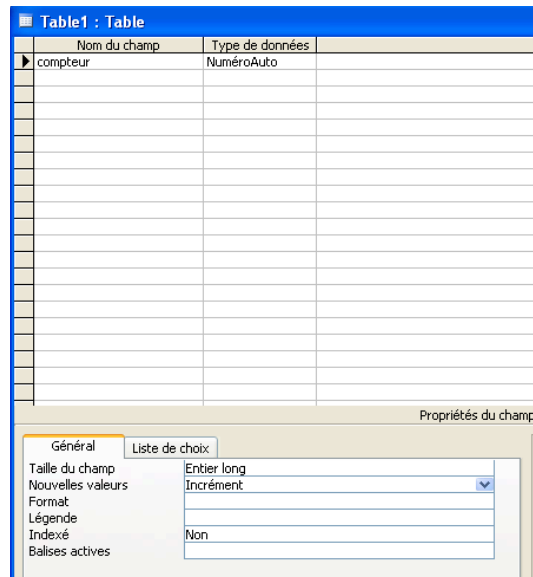 Table1 : Table
Nom du champ Type de données
compteur NuméroAuto
Propriétés du champ
Général Liste de choix
Taille du champ Entier long
Nouvelles valeurs Incrément
Format
Légende
Indexé Non
Balises actives